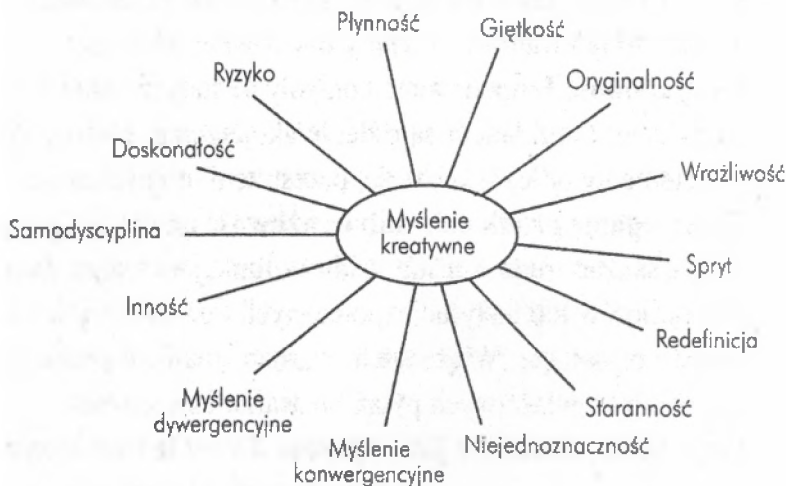 Płynność
Giętkość
Ryzyko
Oryginalność
Doskonałość
Wrażliwość
Samodyscyplina
Myślenie
kreatywne
Spryt
Inność
Redefinicja
Myślenie
dywergencyjne
Staranność
Myślenie
konwergencyjne
Niejednoznaczność